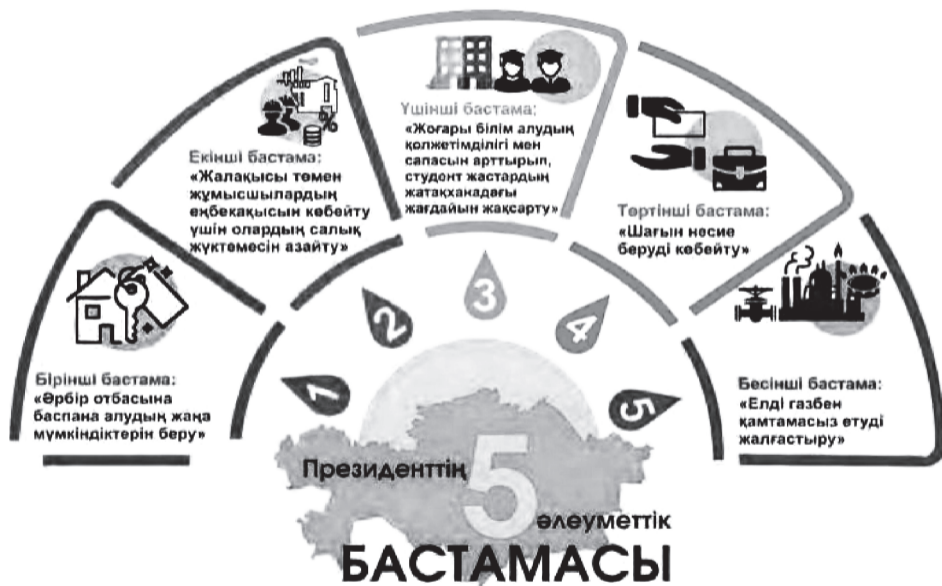 Бірінші бастама:
«Әрбір отбасына
баспана алудың жаңа
мүмкіндіктерін беру»
Екінші бастама:
«Жалақысы төмен
жұмысшылардың
еңбекақысын көбейту
үшін олардың салық
жүктемесін азайту»
Үшінші бастама:
«Жоғары білім алудың
қолжетімділігі мен
сапасын арттырып,
студент жастардың
жатақханадағы
жағдайын жақсарту»
Төртінші бастама:
«Шағын несие
беруді көбейту»
Бесінші бастама:
«Елді газбен
қамтамасыз етуді
жалғастыру»
%
1
2
3
4
5
Президенттің 5
әлеуметтік
БАСТАМАСЫ